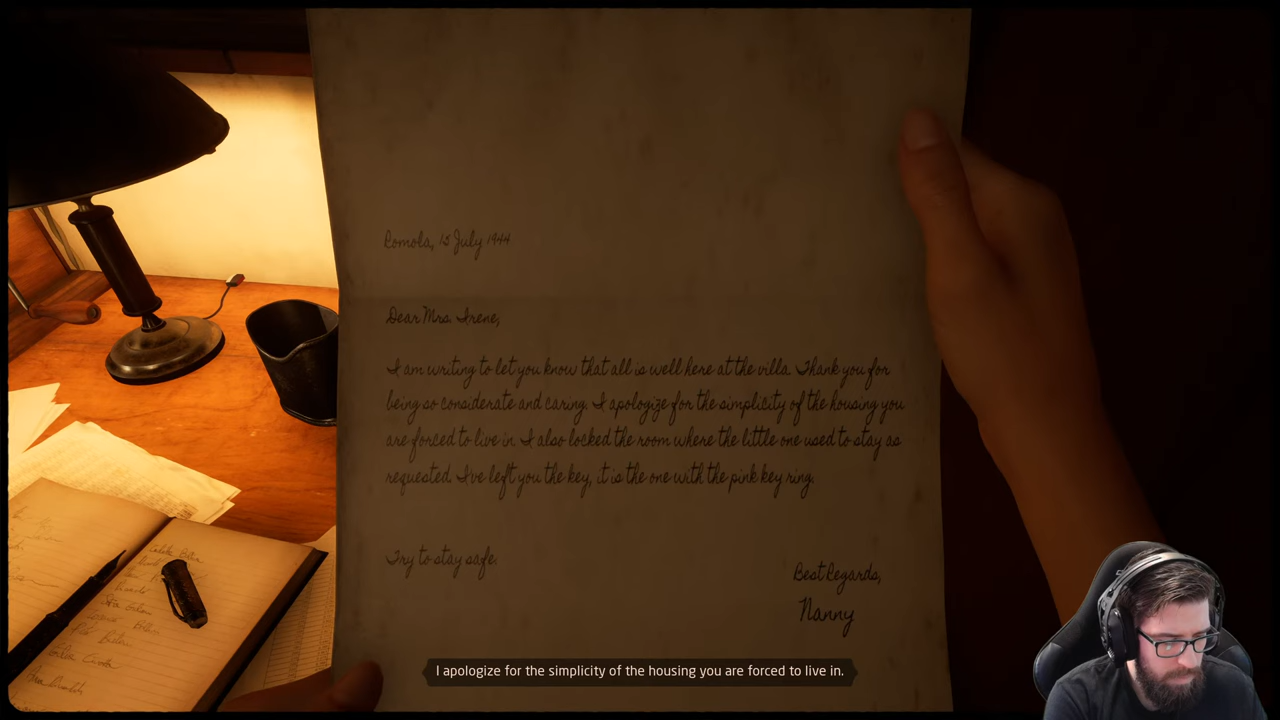 Romola, 15 July 1944
Dear Mrs. Irene,
I am writing to let you know that all is well here at the villa. Thank you for
being so considerate and caring. I apologize for the simplicity of the housing you
are forced to live in. I also locked the room where the little one used to stay as
requested. I've left you the key, it is the one with the pink key ring.
Try to stay safe.
Best Regards,
Nanny
I apologize for the simplicity of the housing you are forced to live in.